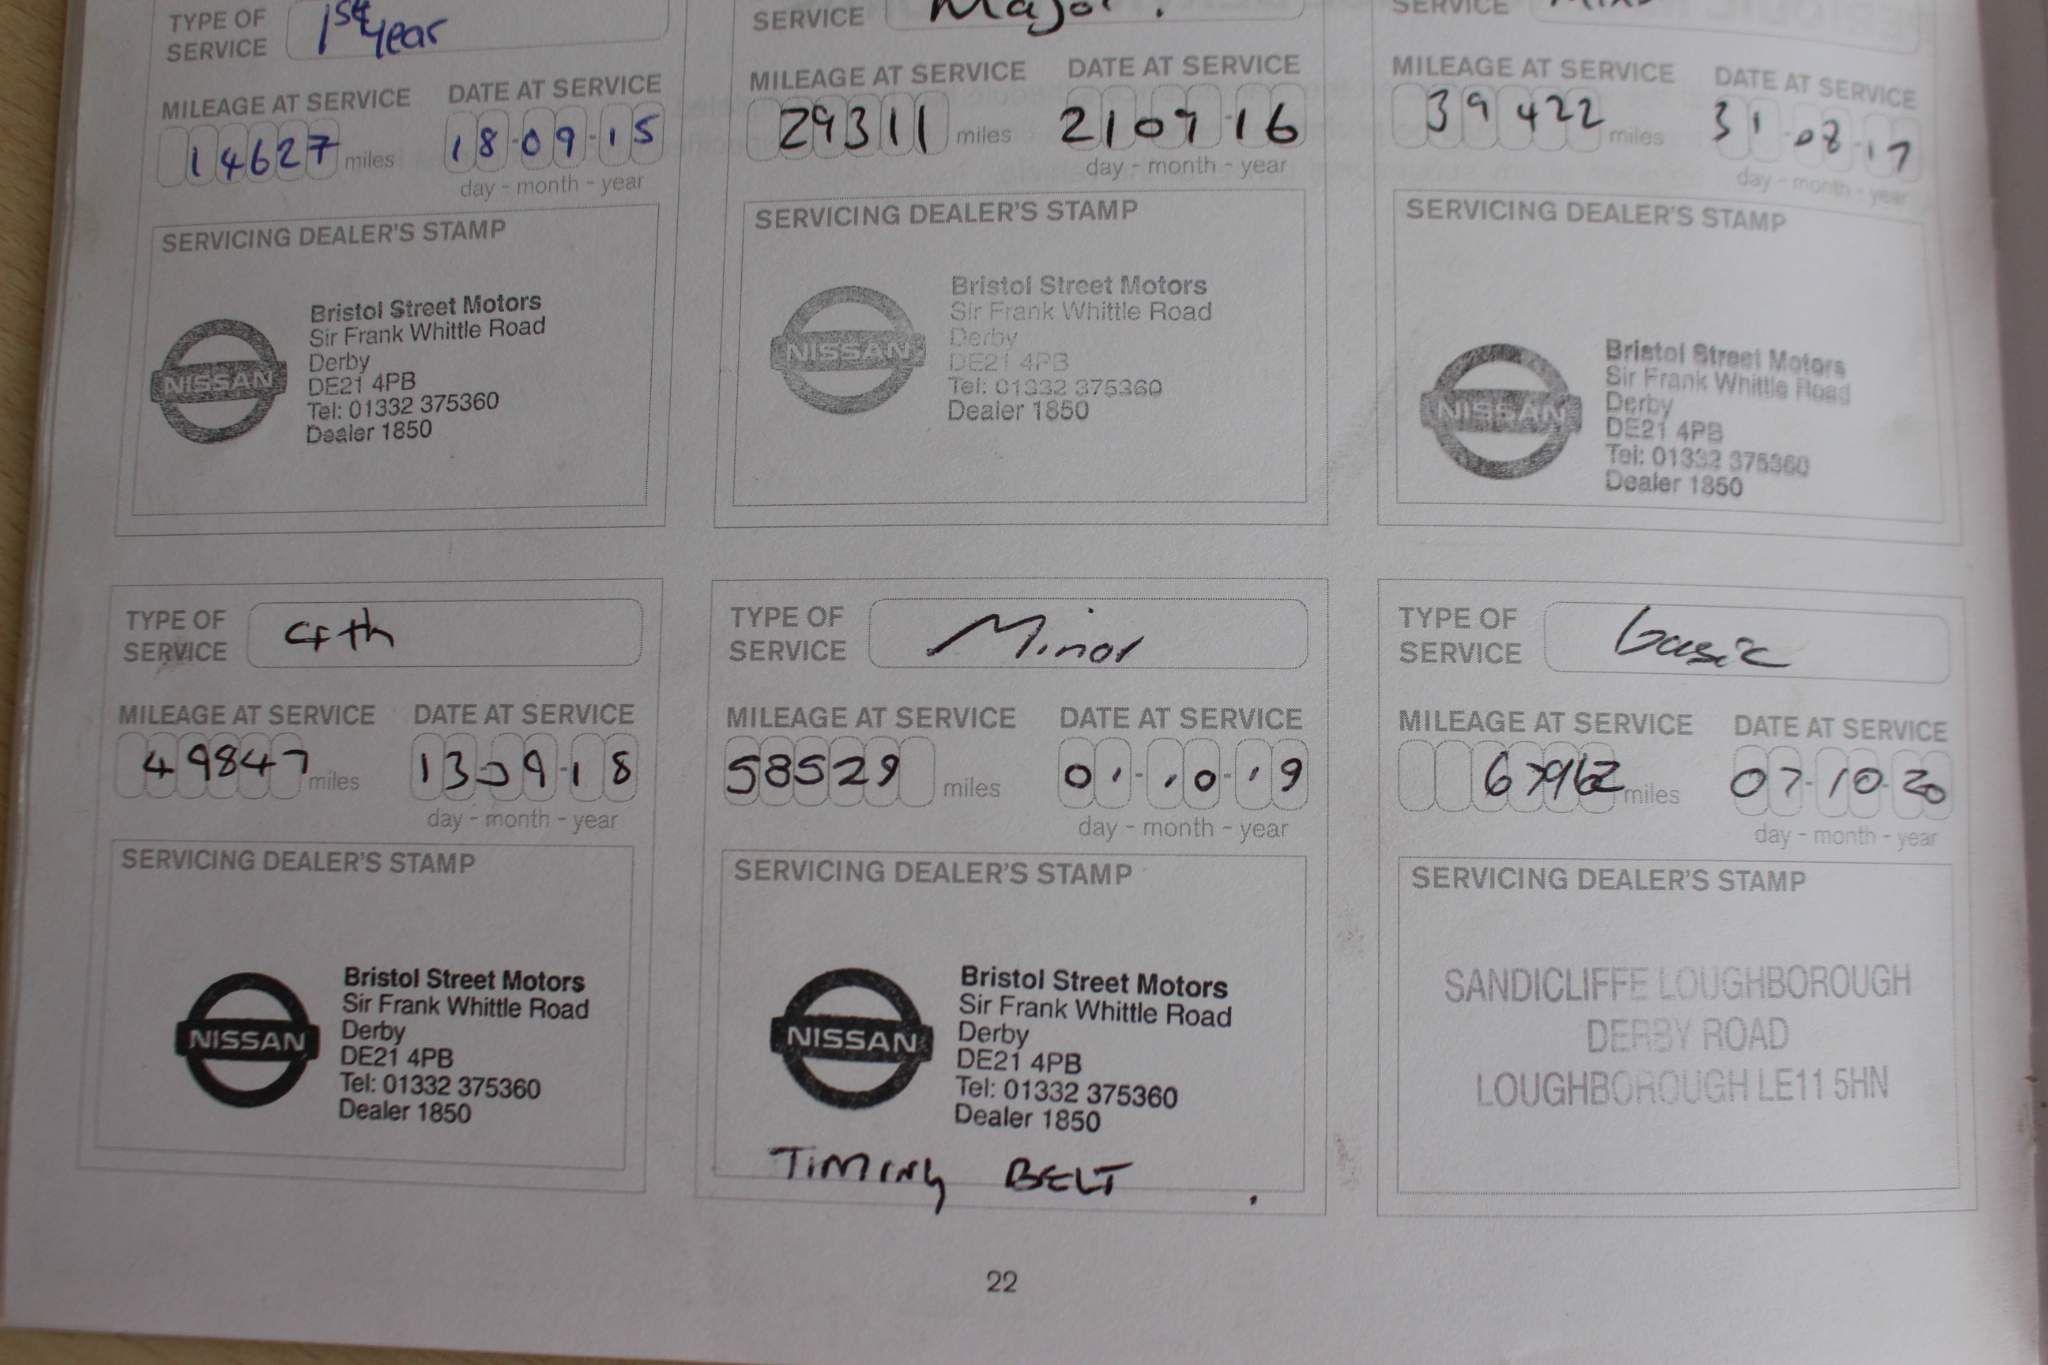 TYPE OF SERVICE 1st Year
MILEAGE AT SERVICE DATE AT SERVICE
14627 miles 18-09-15
day - month - year
SERVICING DEALER'S STAMP
NISSAN
Bristol Street Motors
Sir Frank Whittle Road
Derby
DE21 4PB
Tel: 01332 375360
Dealer 1850
SERVICE Major.
MILEAGE AT SERVICE DATE AT SERVICE
29311 miles 210916
day - month - year
SERVICING DEALER'S STAMP
NISSAN
Bristol Street Motors
Sir Frank Whittle Road
Derby
DE21 4PB
Tel: 01332 375360
Dealer 1850
SERVICE
MILEAGE AT SERVICE DATE AT SERVICE
39422 miles 31-08-17
day - month - year
SERVICING DEALER'S STAMP
NISSAN
Bristol Street Motors
Sir Frank Whittle Road
Derby
DE21 4PB
Tel: 01332 375360
Dealer 1850
TYPE OF SERVICE 4th
MILEAGE AT SERVICE DATE AT SERVICE
49847 miles 13-09-18
day - month - year
SERVICING DEALER'S STAMP
NISSAN
Bristol Street Motors
Sir Frank Whittle Road
Derby
DE21 4PB
Tel: 01332 375360
Dealer 1850
TYPE OF SERVICE Minor
MILEAGE AT SERVICE DATE AT SERVICE
58529 miles 01-10-19
day - month - year
SERVICING DEALER'S STAMP
NISSAN
Bristol Street Motors
Sir Frank Whittle Road
Derby
DE21 4PB
Tel: 01332 375360
Dealer 1850
TIMING BELT.
TYPE OF SERVICE basic
MILEAGE AT SERVICE DATE AT SERVICE
67962 miles 07-10-20
day - month - year
SERVICING DEALER'S STAMP
SANDICLIFFE LOUGHBOROUGH
DERBY ROAD
LOUGHBOROUGH LE11 5HN
22